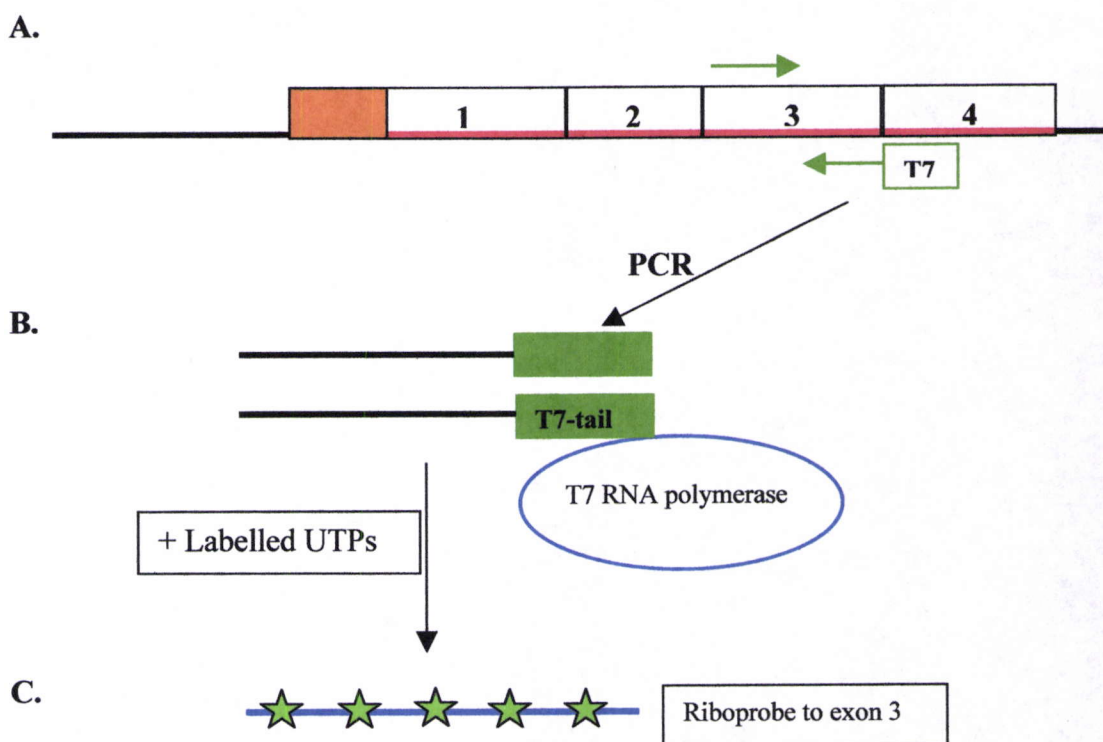 A.
1 2 3 4
T7
PCR
B.
T7-tail
T7 RNA polymerase
+ Labelled UTPs
C.
Riboprobe to exon 3